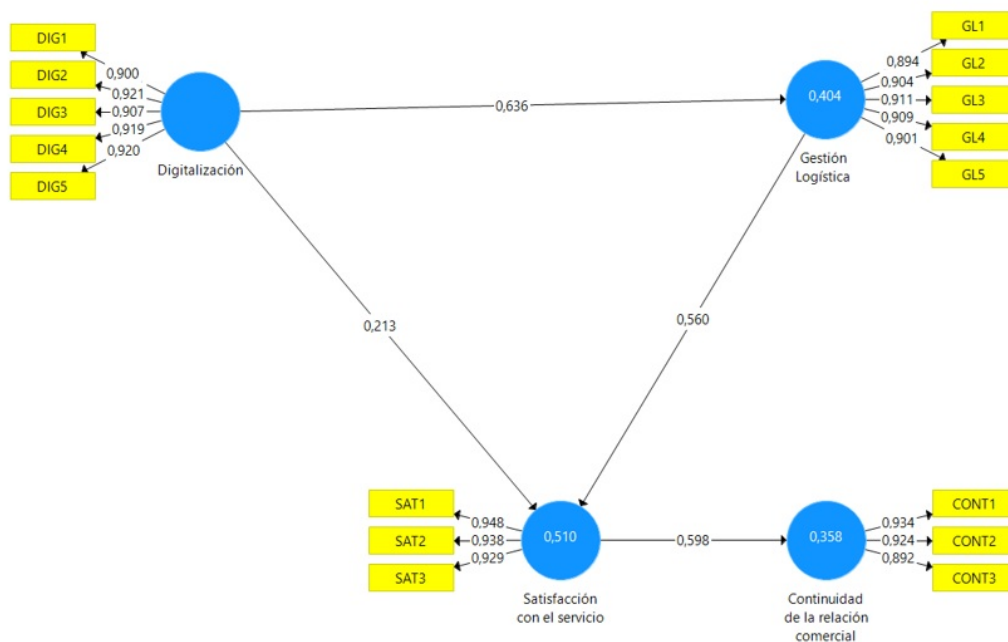 DIG1
DIG2
DIG3
DIG4
DIG5
0,900
0,921
0,907
0,919
0,920
Digitalización
0,636
0,404
Gestión
Logística
0,894
0,904
0,911
0,909
0,901
GL1
GL2
GL3
GL4
GL5
0,213
0,560
SAT1
SAT2
SAT3
0,948
0,938
0,929
0,510
Satisfacción
con el servicio
0,598
0,358
Continuidad
de la relación
comercial
0,934
0,924
0,892
CONT1
CONT2
CONT3